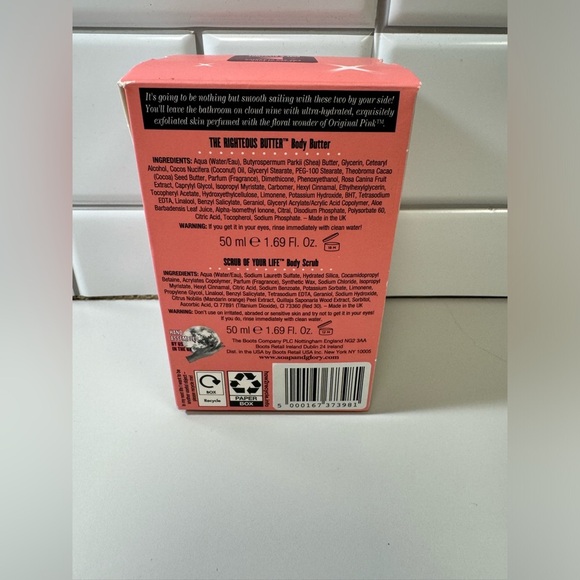 It's going to be nothing but smooth sailing with these two by your side!
You'll leave the bathroom on cloud nine with ultra-hydrated, exquisitely
exfoliated skin perfumed with the floral wonder of Original Pink™.
THE RIGHTEOUS BUTTER™ Body Butter
INGREDIENTS: Aqua (Water/Eau), Butyrospermum Parkii (Shea) Butter, Glycerin, Cetearyl
Alcohol, Cocos Nucifera (Coconut) Oil, Glyceryl Stearate, PEG-100 Stearate, Theobroma Cacao
(Cocoa) Seed Butter, Parfum (Fragrance), Dimethicone, Phenoxyethanol, Rosa Canina Fruit
Extract, Caprylyl Glycol, Isopropyl Myristate, Carbomer, Hexyl Cinnamal, Ethylhexylglycerin,
Tocopheryl Acetate, Hydroxyethylcellulose, Limonene, Potassium Hydroxide, BHT, Tetrasodium
EDTA, Linalool, Benzyl Salicylate, Geraniol, Glyceryl Acrylate/Acrylic Acid Copolymer, Aloe
Barbadensis Leaf Juice, Alpha-Isomethyl Ionone, Citral, Disodium Phosphate, Polysorbate 60,
Citric Acid, Tocopherol, Sodium Phosphate. – Made in the UK
WARNING: If you get it in your eyes, rinse immediately with clean water!
50 ml e 1.69 Fl. Oz.
SCRUB OF YOUR LIFE™ Body Scrub
INGREDIENTS: Aqua (Water/Eau), Sodium Laureth Sulfate, Hydrated Silica, Cocamidopropyl
Betaine, Acrylates Copolymer, Parfum (Fragrance), Synthetic Wax, Sodium Chloride, Isopropyl
Myristate, Hexyl Cinnamal, Citric Acid, Sodium Benzoate, Potassium Sorbate, Limonene,
Propylene Glycol, Linalool, Benzyl Salicylate, Tetrasodium EDTA, Geraniol, Sodium Hydroxide,
Citrus Nobilis (Mandarin orange) Peel Extract, Quillaja Saponaria Wood Extract, Sorbitol,
Ascorbic Acid, CI 77891 (Titanium Dioxide), CI 73360 (Red 30). – Made in the UK
WARNING: Don't use on irritated, abraded or sensitive skin and try not to get it in your eyes! If you
do, rinse immediately with clean water.
50 ml e 1.69 Fl. Oz.
HAND
ASSEMBLED
BY US
IN THE UK
The Boots Company PLC Nottingham England NG2 3AA
Boots Retail Ireland Dublin 24 Ireland
Dist. in the USA by Boots Retail USA Inc. New York NY 10005
www.soapandglory.com
BOX
Recycle
PAPER
BOX
5 000167 373981